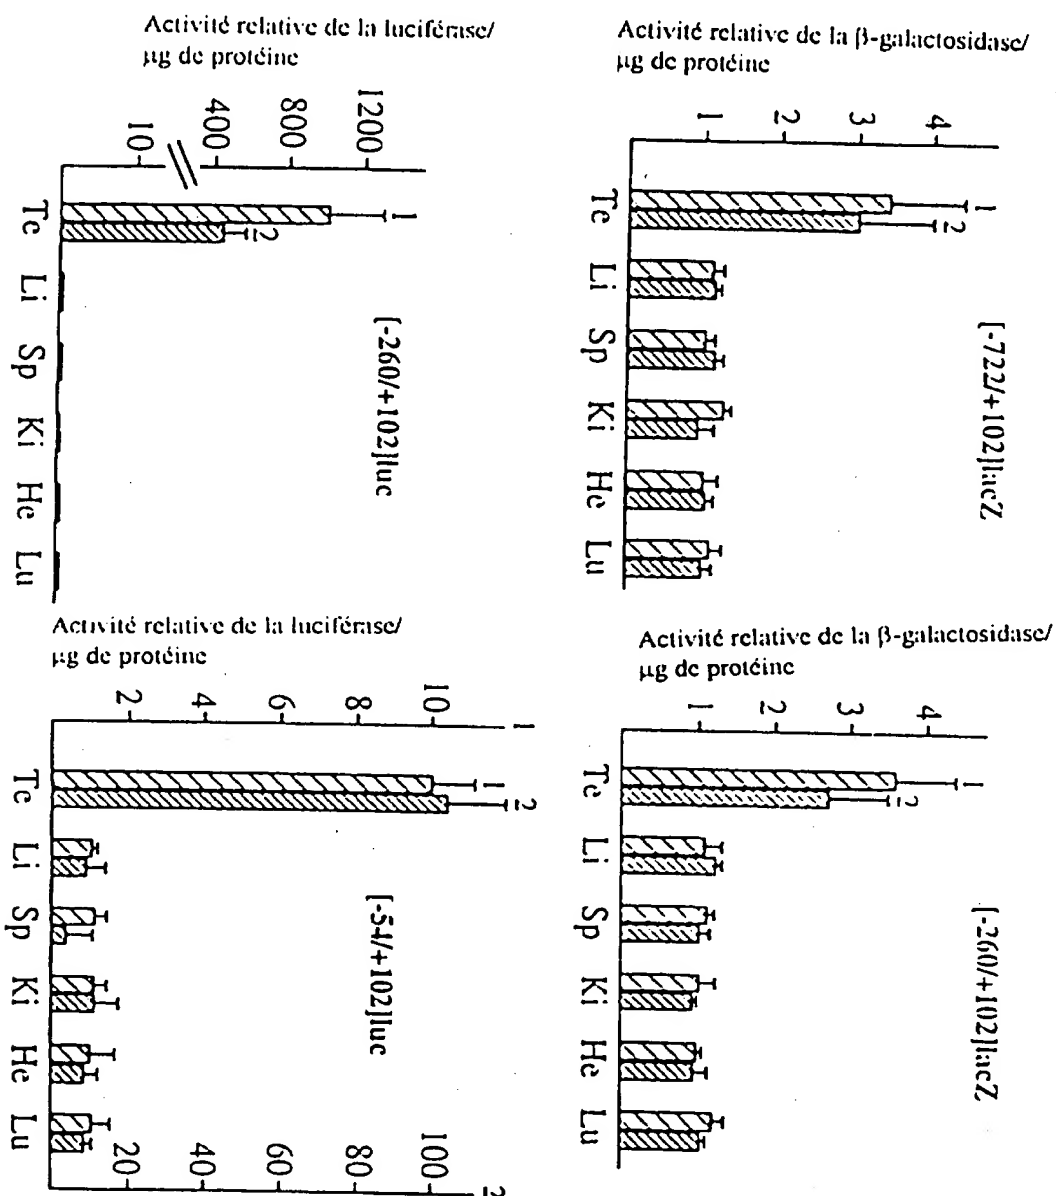 Activité relative de la luciférase/
µg de protéine
10 400 800 1200
1
2
Te Li Sp Ki He Lu
[-260/+102]luc
Activité relative de la β-galactosidase/
µg de protéine
1 2 3 4
1
2
Te Li Sp Ki He Lu
[-722/+102]lacZ
Activité relative de la luciférase/
µg de protéine
2 4 6 8 10
1
1
2
Te Li Sp Ki He Lu
[-54/+102]luc
20 60 100
2
Activité relative de la β-galactosidase/
µg de protéine
1 2 3 4
1
2
Te Li Sp Ki He Lu
[-260/+102]lacZ